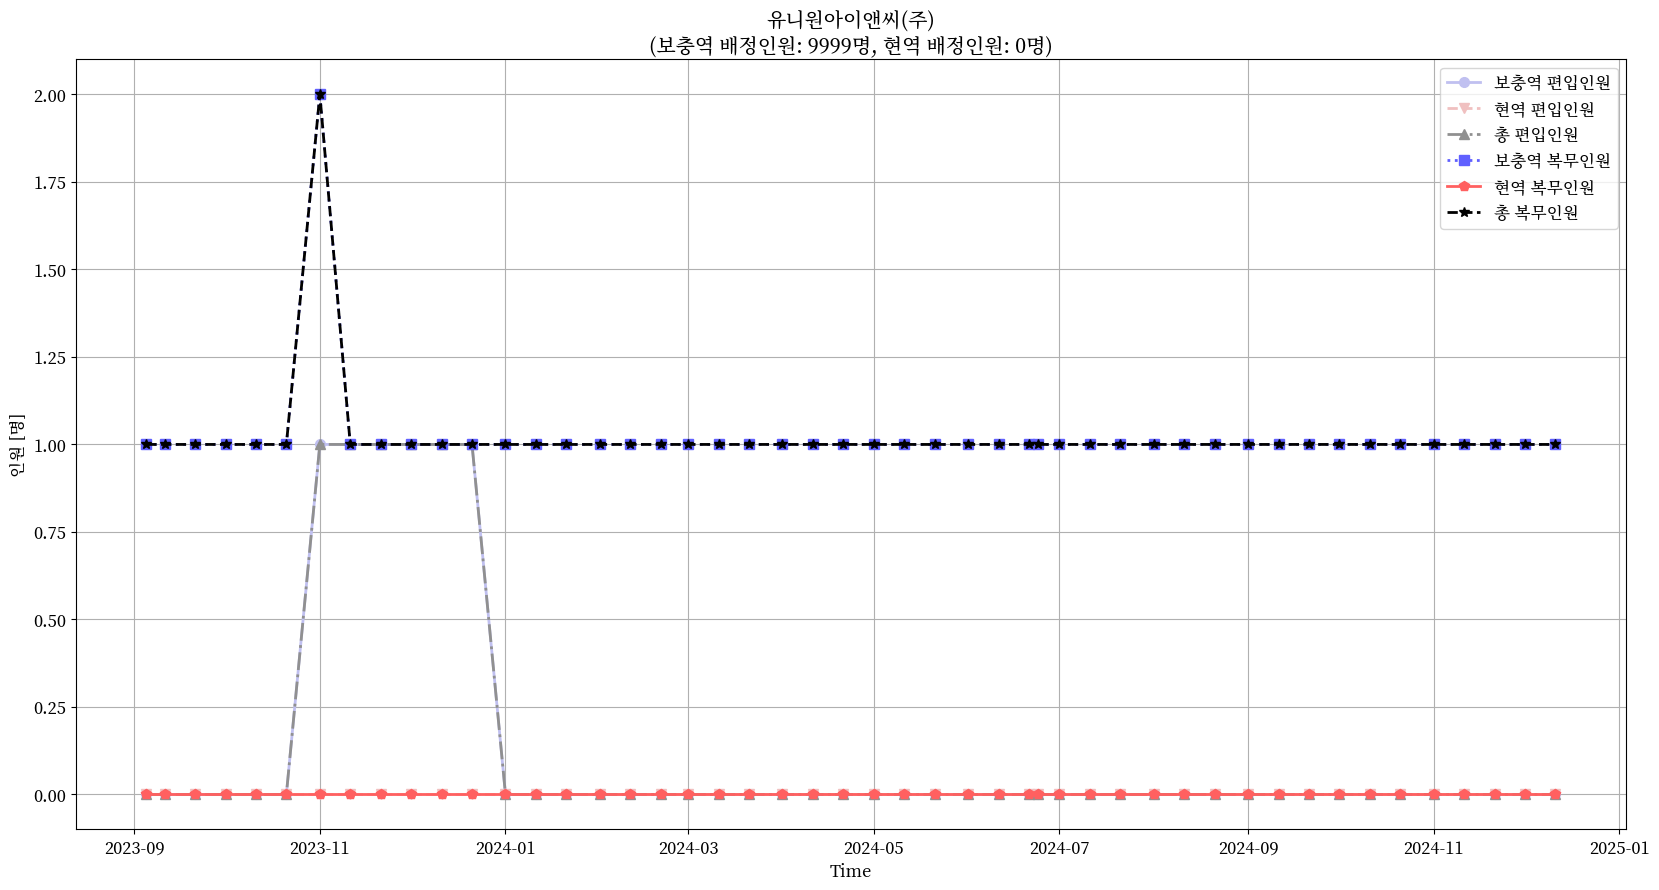 유니원아이앤씨(주)
(보충역 배정인원: 9999명, 현역 배정인원: 0명)
보충역 편입인원
현역 편입인원
총 편입인원
보충역 복무인원
현역 복무인원
총 복무인원
2.00
1.75
1.50
1.25
1.00
0.75
0.50
0.25
0.00
인원 [명]
2023-09 2023-11 2024-01 2024-03 2024-05 2024-07 2024-09 2024-11 2025-01
Time